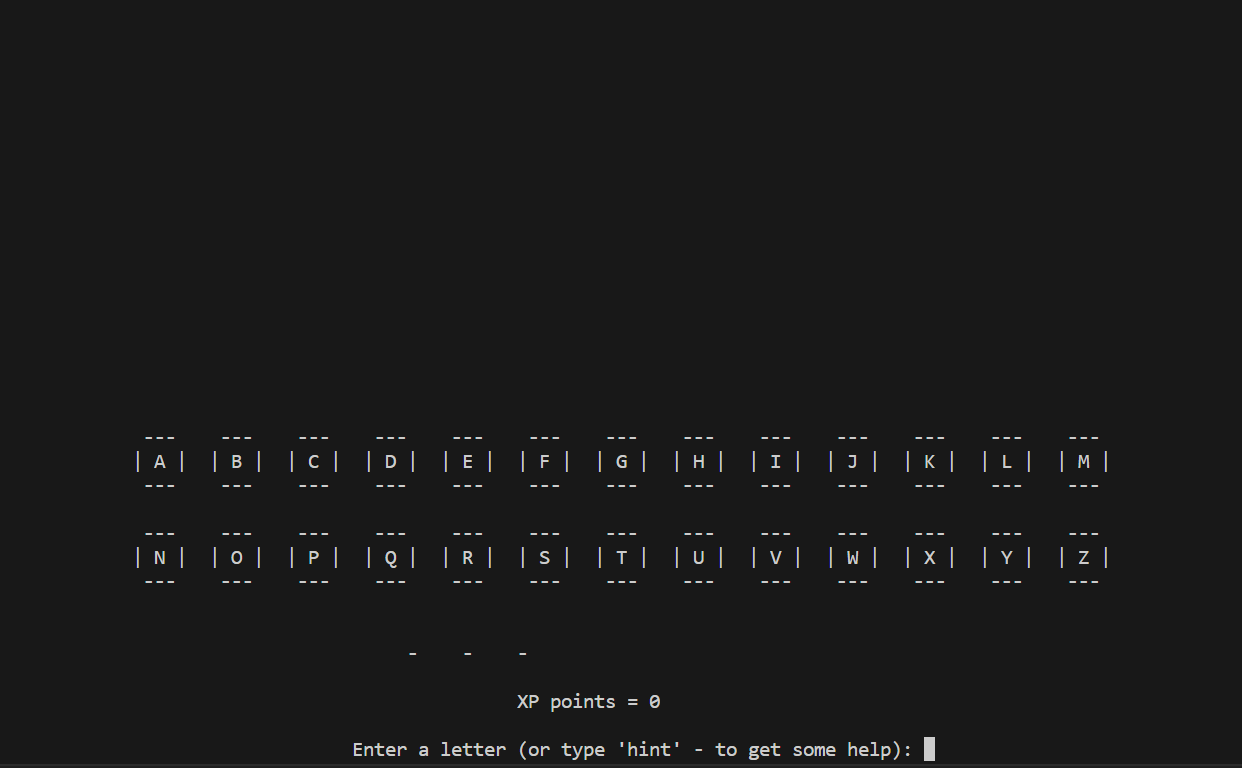 --- --- --- --- --- --- --- --- --- --- --- --- ---
| A | | B | | C | | D | | E | | F | | G | | H | | I | | J | | K | | L | | M |
--- --- --- --- --- --- --- --- --- --- --- --- ---
--- --- --- --- --- --- --- --- --- --- --- --- ---
| N | | O | | P | | Q | | R | | S | | T | | U | | V | | W | | X | | Y | | Z |
--- --- --- --- --- --- --- --- --- --- --- --- ---
- - -
XP points = 0
Enter a letter (or type 'hint' - to get some help):